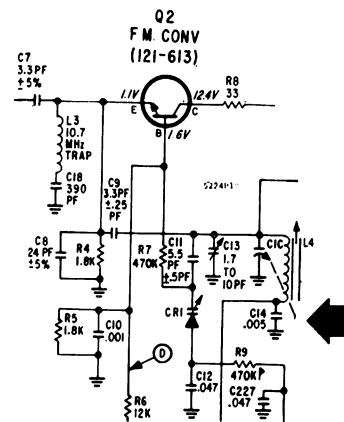 Q2
F.M. CONV
(121-613)
C7
3.3PF
±5%
1.1V
12.4V
R8
33
E
C
B
1.6V
L3
10.7
MHz
TRAP
C18
390
PF
C9
3.3PF
±.25
PF
C8
24 PF
±5%
R4
1.8K
R7
470K
C11
5.5
PF
±.5PF
C13
1.7
TO
10PF
C1C
L4
CR1
C14
.005
R5
1.8K
C10
.001
D
R9
470K
R6
12K
C12
.047
C227
.047